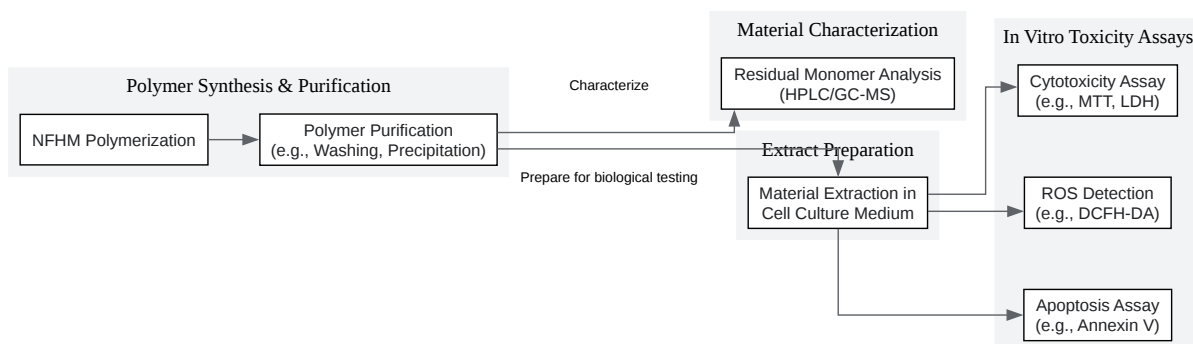 Polymer Synthesis & Purification
NFHM Polymerization
Polymer Purification
(e.g., Washing, Precipitation)
Characterize
Prepare for biological testing
Material Characterization
Residual Monomer Analysis
(HPLC/GC-MS)
Extract Preparation
Material Extraction in
Cell Culture Medium
In Vitro Toxicity Assays
Cytotoxicity Assay
(e.g., MTT, LDH)
ROS Detection
(e.g., DCFH-DA)
Apoptosis Assay
(e.g., Annexin V)